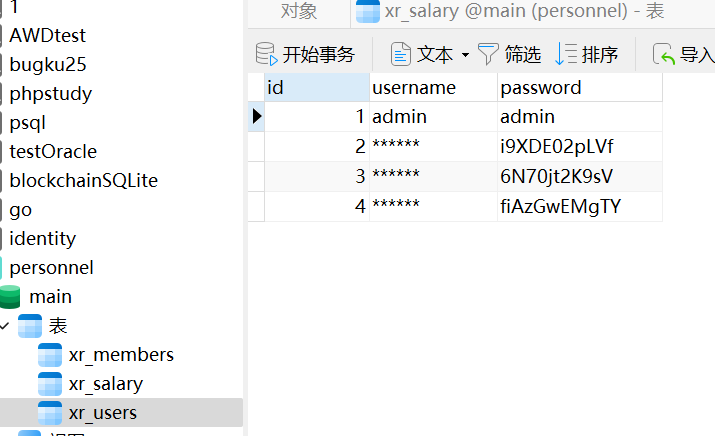 1
AWDtest
bugku25
phpstudy
psql
testOracle
blockchainSQLite
go
identity
personnel
main
表
xr_members
xr_salary
xr_users
对象
xr_salary @main (personnel) - 表
开始事务 文本 筛选 排序 导入
id username password
1 admin admin
2 ****** i9XDE02pLVf
3 ****** 6N70jt2K9sV
4 ****** fiAzGwEMgTY